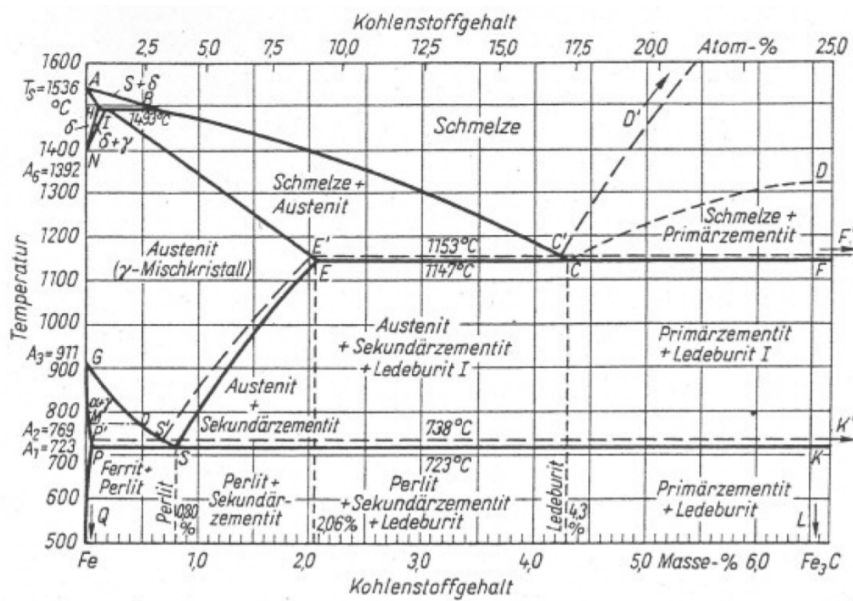 Kohlenstoffgehalt
2,5 5,0 7,5 10,0 12,5 15,0 17,5 20,0 Atom-% 25,0
1600
Ts=1536
°C
1400
A6=1392
1300
1200
1100
1000
A3=911
900
800
A2=769
A1=723
700
600
500
Temperatur
A
S+δ
B
H
I
1493°C
δ
δ+γ
N
Schmelze
D'
D
Schmelze +
Austenit
Schmelze +
Primärzementit
Austenit
(γ-Mischkristall)
E'
1153°C
C'
F'
E
1147°C
C
F
Austenit
+ Sekundärzementit
+ Ledeburit I
Primärzementit
+ Ledeburit I
G
Austenit
+
Sekundärzementit
α+γ
M
O
P'
S'
738°C
K'
P
S
723°C
K
Ferrit+
Perlit
Perlit
0,80
%
Perlit+
Sekundär-
zementit
2,06%
Perlit
+ Sekundärzementit
+ Ledeburit
Ledeburit
4,3
%
Primärzementit
+ Ledeburit
Q
L
Fe 1,0 2,0 3,0 4,0 5,0 Masse-% 6,0 Fe3C
Kohlenstoffgehalt